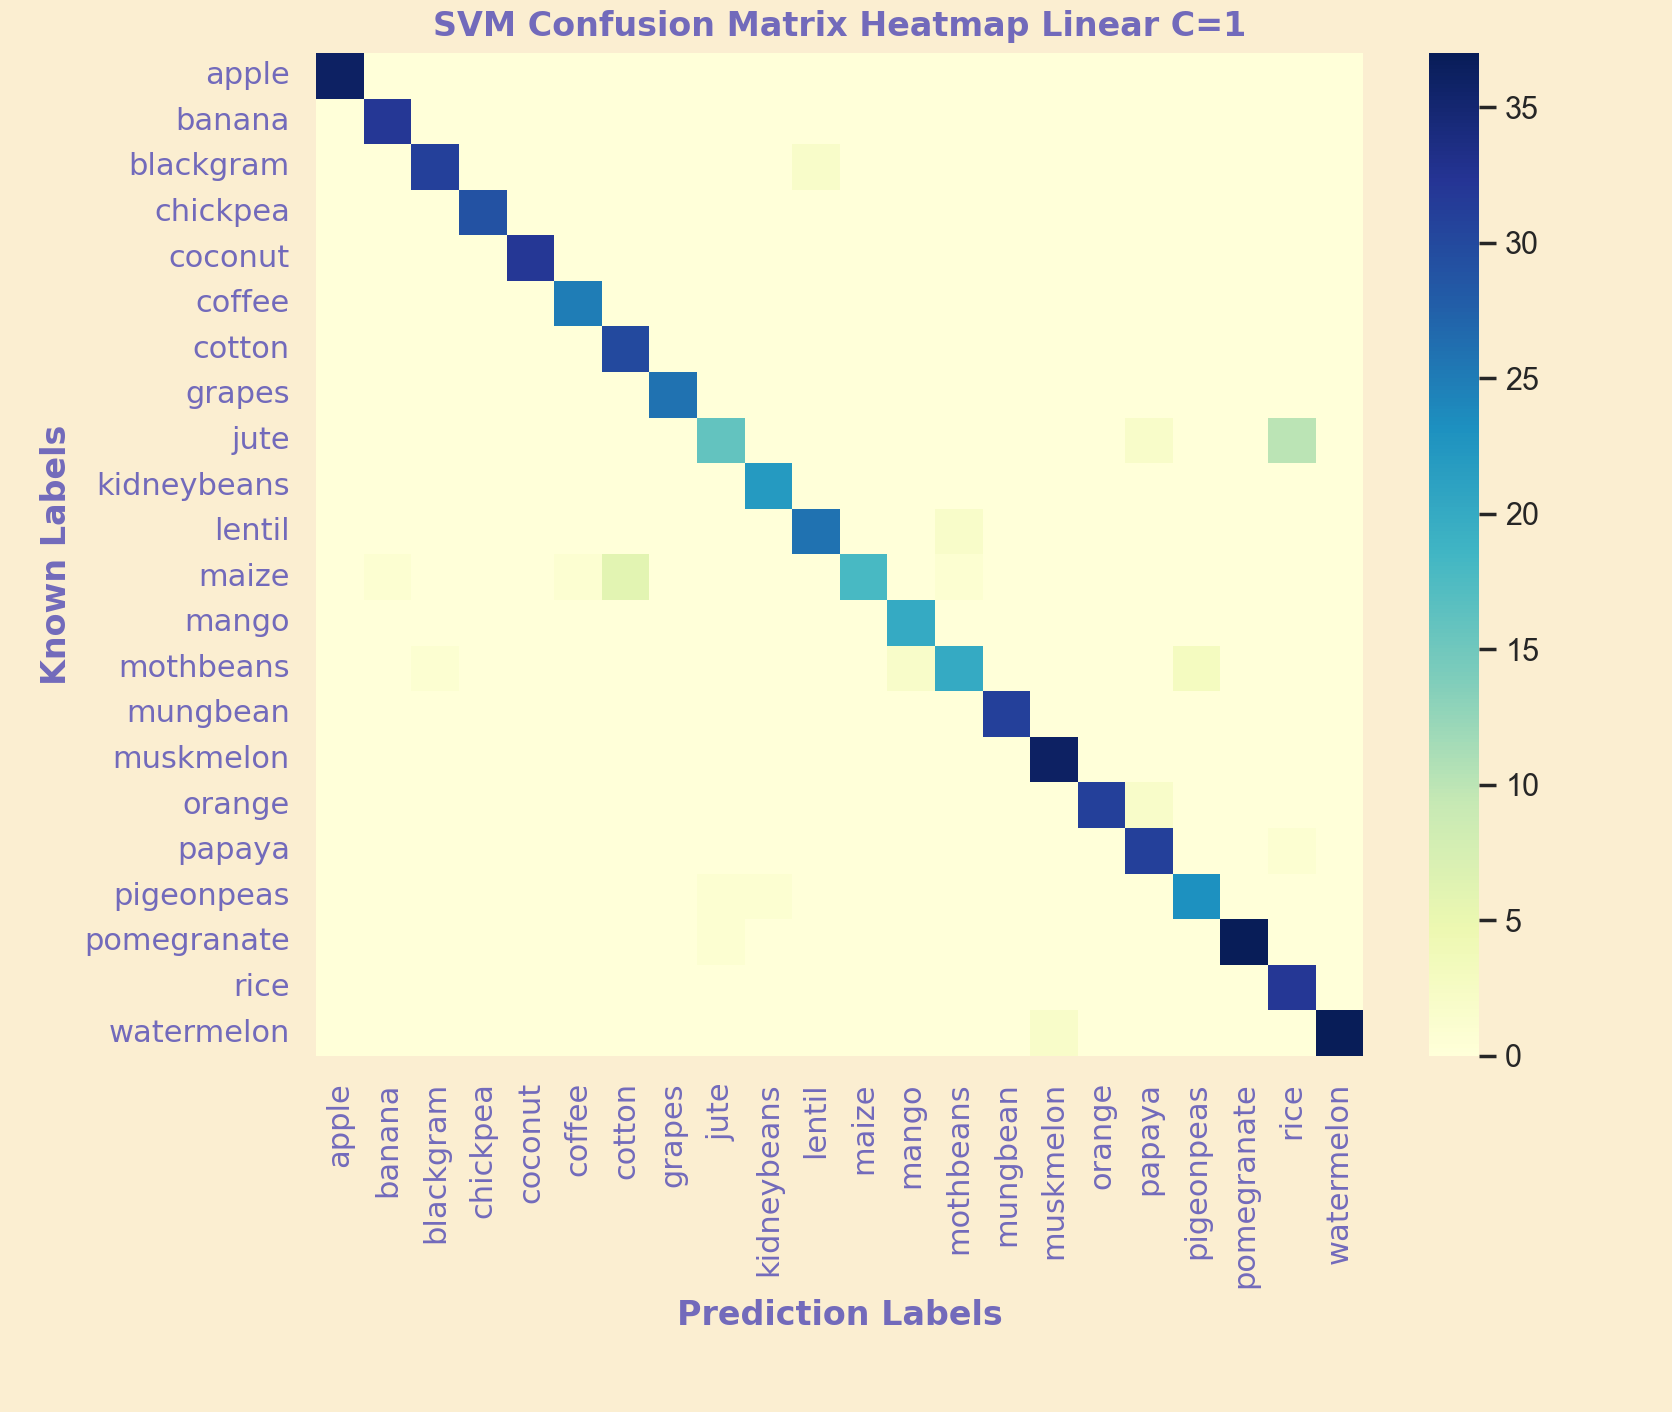 SVM Confusion Matrix Heatmap Linear C=1
Known Labels
apple
banana
blackgram
chickpea
coconut
coffee
cotton
grapes
jute
kidneybeans
lentil
maize
mango
mothbeans
mungbean
muskmelon
orange
papaya
pigeonpeas
pomegranate
rice
watermelon
35
30
25
20
15
10
5
0
apple
banana
blackgram
chickpea
coconut
coffee
cotton
grapes
jute
kidneybeans
lentil
maize
mango
mothbeans
mungbean
muskmelon
orange
papaya
pigeonpeas
pomegranate
rice
watermelon
Prediction Labels